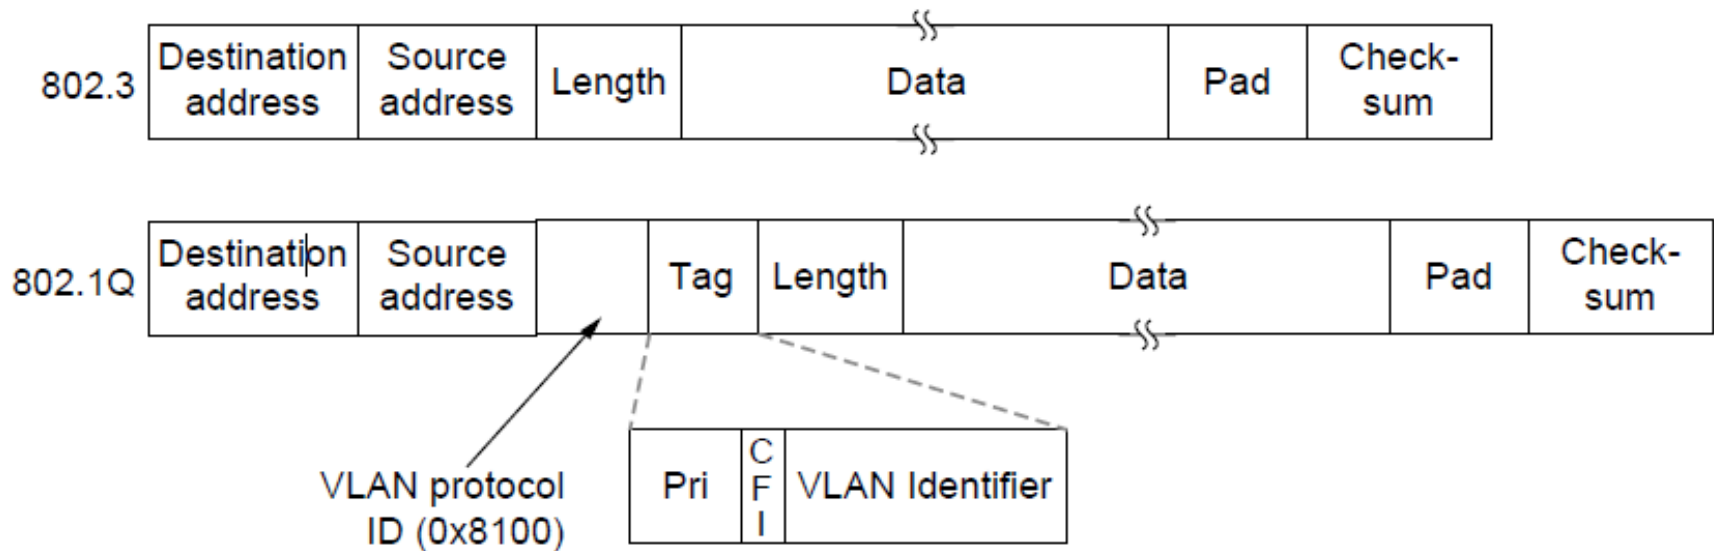 802.3
Destination
address
Source
address
Length
Data
Pad
Check-
sum
802.1Q
Destination
address
Source
address
Tag
Length
Data
Pad
Check-
sum
VLAN protocol
ID (0x8100)
Pri
C
F
I
VLAN Identifier